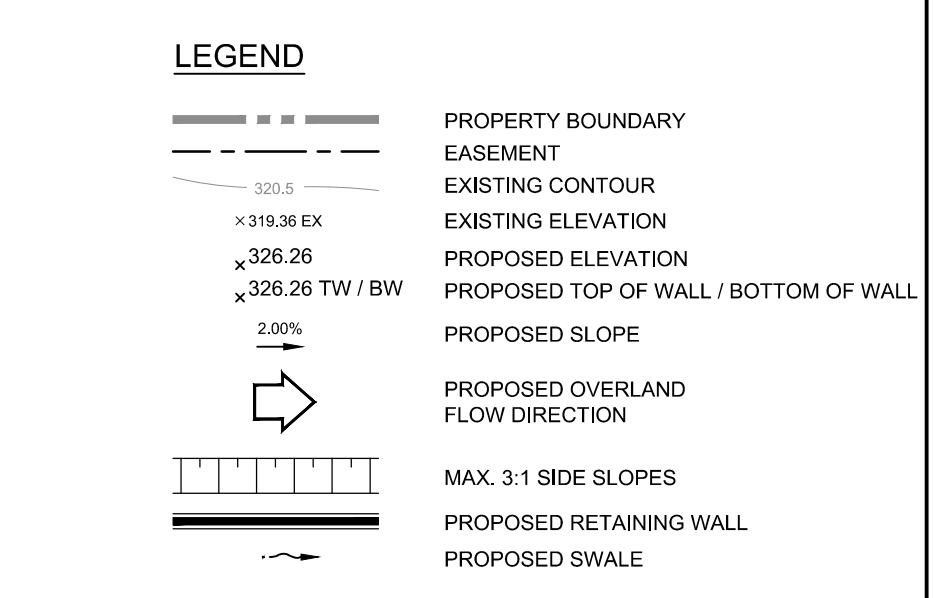 LEGEND
PROPERTY BOUNDARY
EASEMENT
320.5 EXISTING CONTOUR
×319.36 EX EXISTING ELEVATION
×326.26 PROPOSED ELEVATION
×326.26 TW / BW PROPOSED TOP OF WALL / BOTTOM OF WALL
2.00% PROPOSED SLOPE
PROPOSED OVERLAND
FLOW DIRECTION
MAX. 3:1 SIDE SLOPES
PROPOSED RETAINING WALL
PROPOSED SWALE